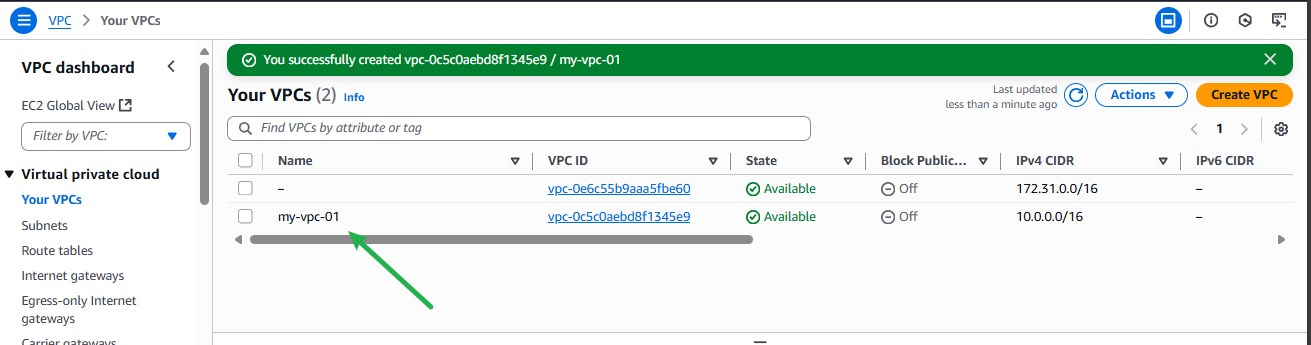 VPC > Your VPCs
VPC dashboard
EC2 Global View
Filter by VPC:
Virtual private cloud
Your VPCs
Subnets
Route tables
Internet gateways
Egress-only Internet
gateways
Carrier gateways
You successfully created vpc-0c5c0aebd8f1345e9 / my-vpc-01
Your VPCs (2) Info
Last updated
less than a minute ago
Actions
Create VPC
Find VPCs by attribute or tag
1
Name VPC ID State Block Public... IPv4 CIDR IPv6 CIDR
– vpc-0e6c55b9aaa5fbe60 Available Off 172.31.0.0/16 –
my-vpc-01 vpc-0c5c0aebd8f1345e9 Available Off 10.0.0.0/16 –